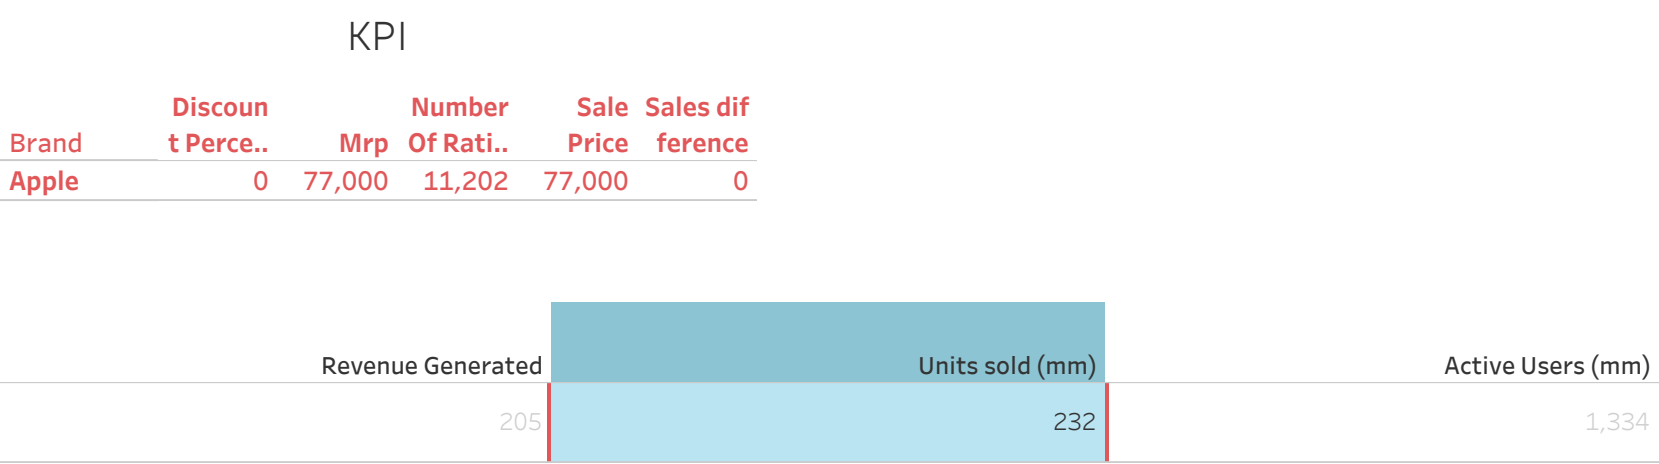 KPI
Discoun Number Sale Sales dif
Brand t Perce.. Mrp Of Rati.. Price ference
Apple 0 77,000 11,202 77,000 0
Revenue Generated Units sold (mm) Active Users (mm)
205 232 1,334